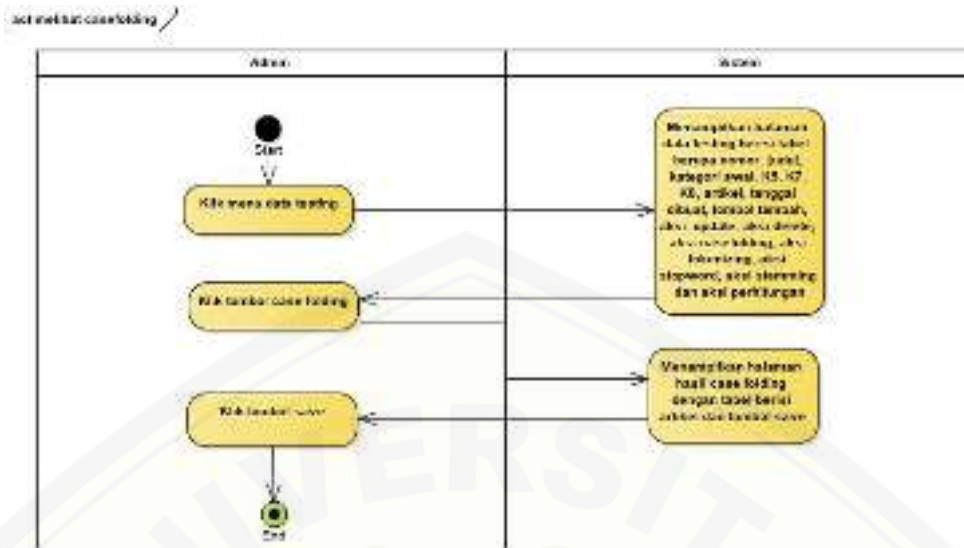 act melihat casefolding
Admin
Sistem
Start
Klik menu data testing
Menampilkan halaman
data testing berisi tabel
berupa nomor, judul,
kategori awal, K5, K7,
artikel, tanggal
dibuat, tombol tambah,
aksi update, aksi delete,
aksi case folding, aksi
tokenizing, aksi
stopword, aksi stemming
dan aksi perhitungan
Klik tombol case folding
Menampilkan halaman
hasil case folding
dengan tabel berisi
artikel dan tombol save
Klik tombol save
End
UNIVERSIT